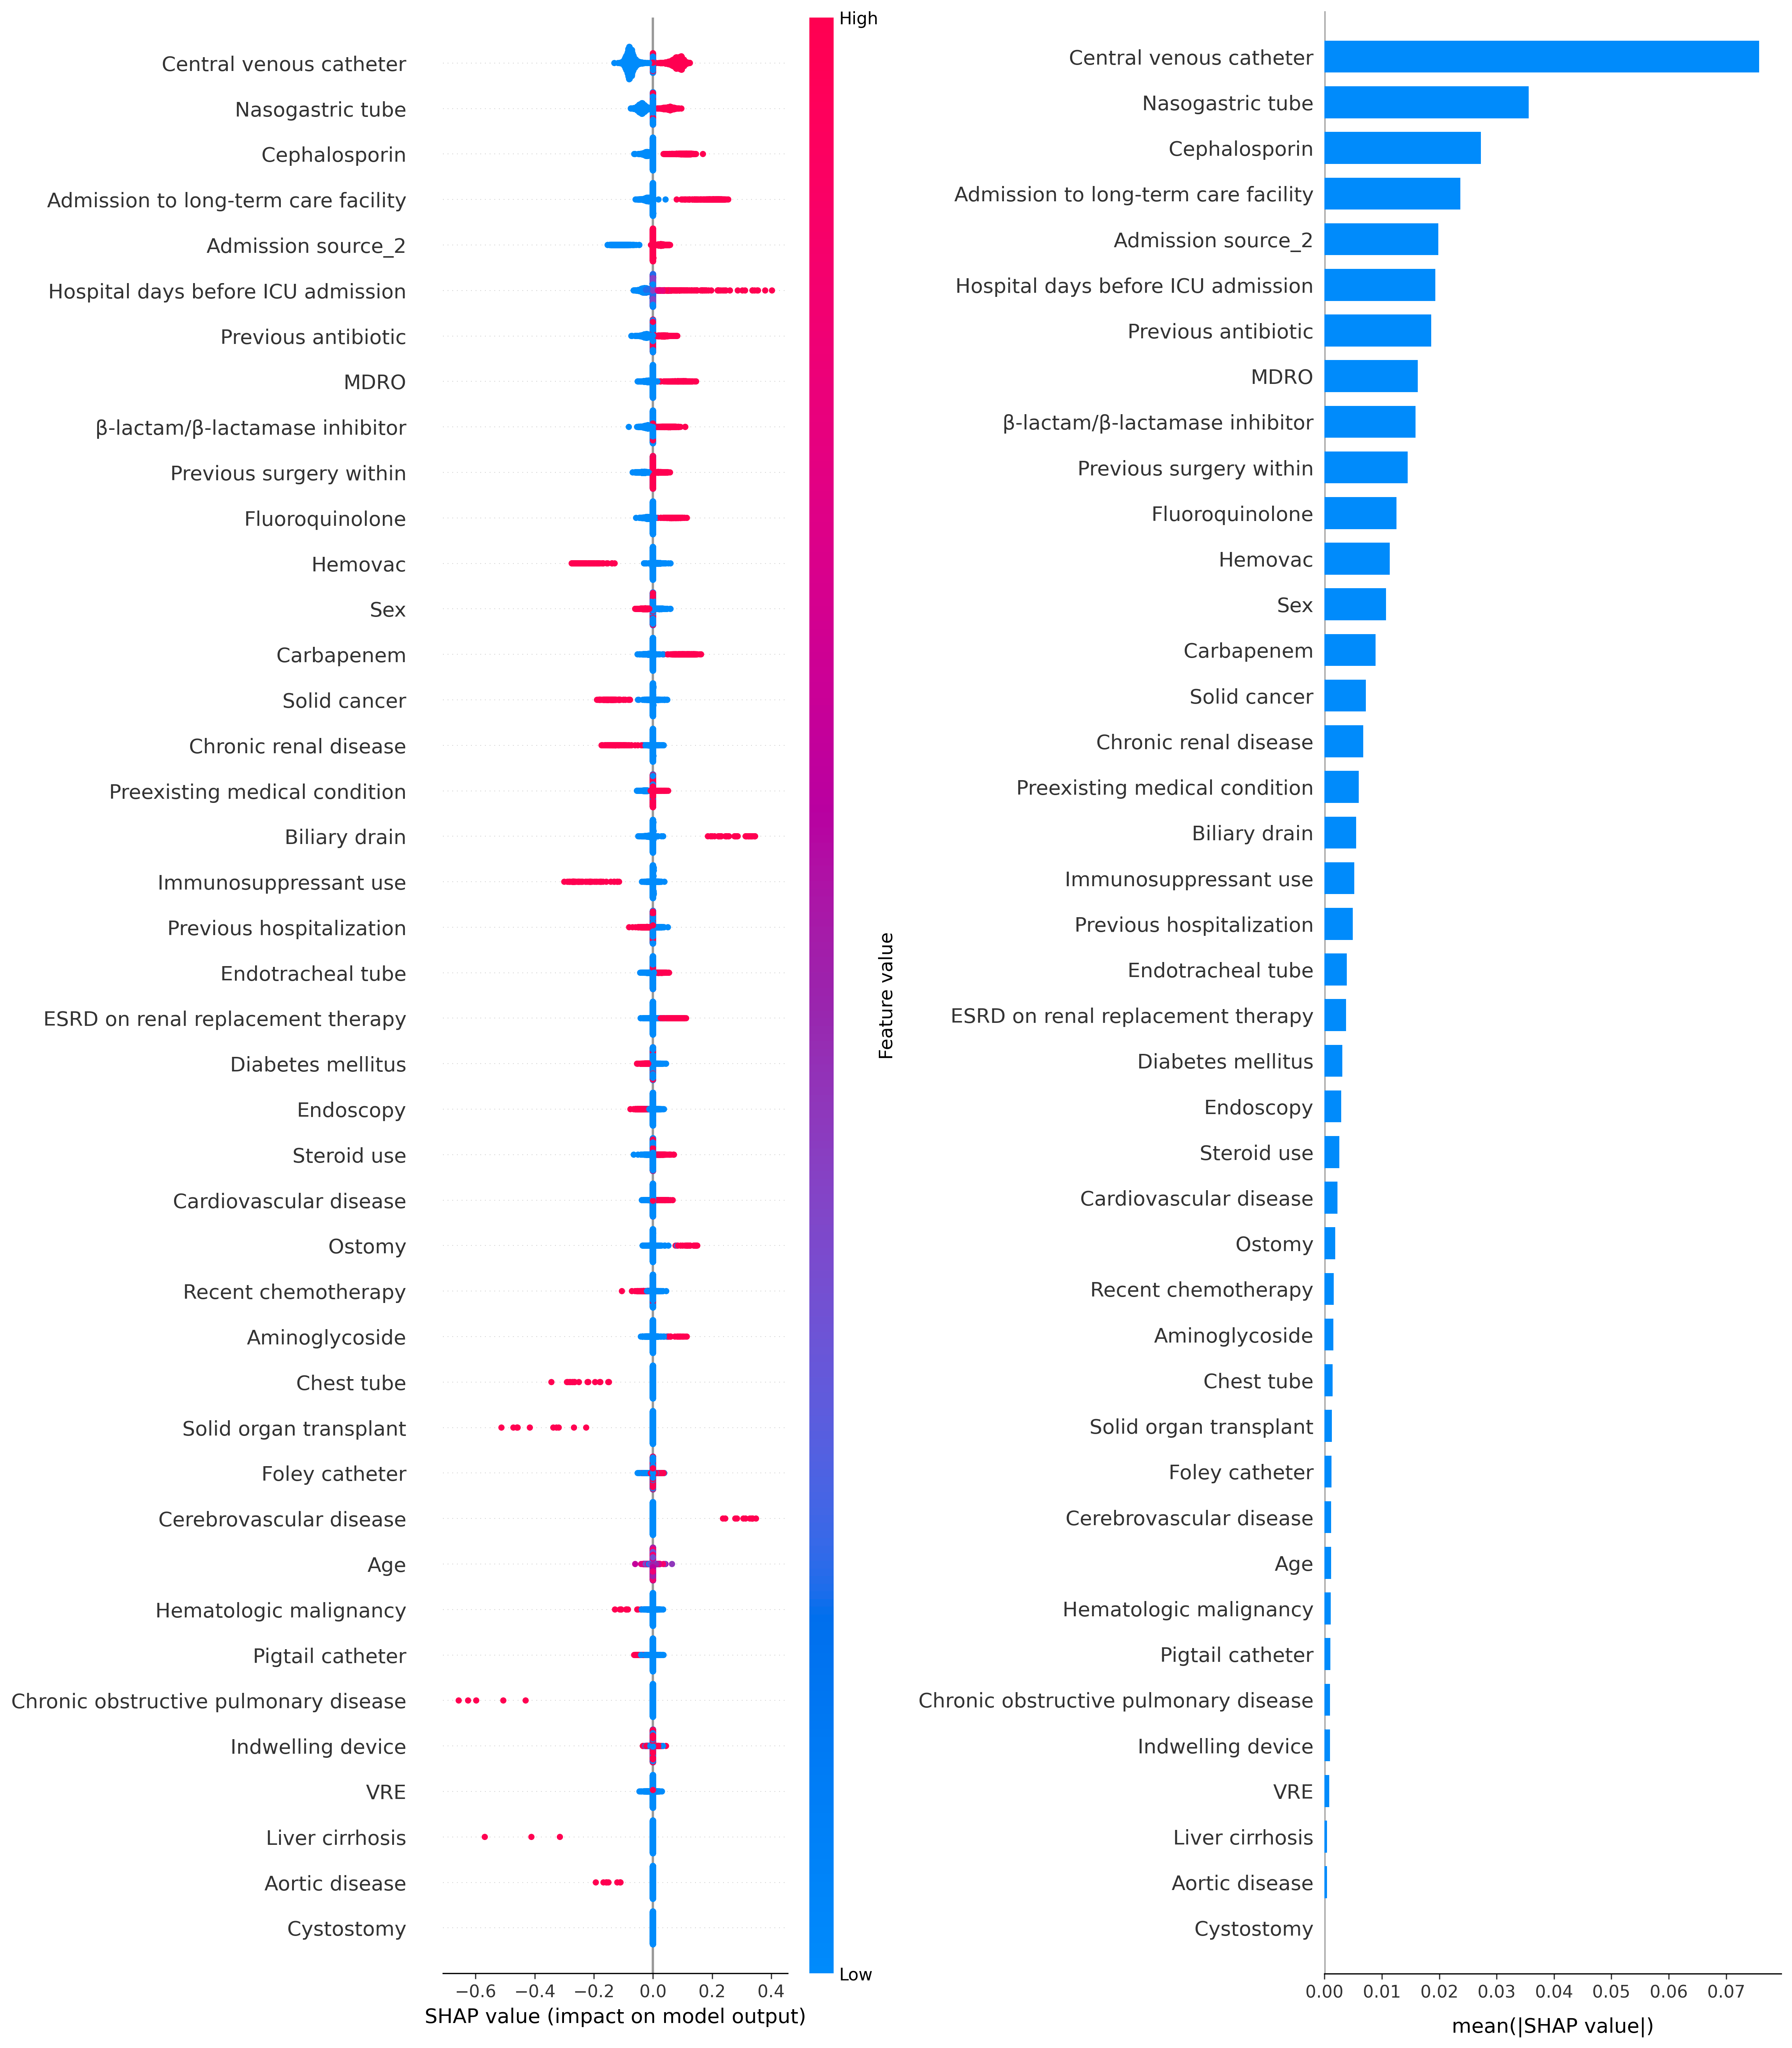 High
Central venous catheter
Nasogastric tube
Cephalosporin
Admission to long-term care facility
Admission source_2
Hospital days before ICU admission
Previous antibiotic
MDRO
β-lactam/β-lactamase inhibitor
Previous surgery within
Fluoroquinolone
Hemovac
Sex
Carbapenem
Solid cancer
Chronic renal disease
Preexisting medical condition
Biliary drain
Immunosuppressant use
Previous hospitalization
Endotracheal tube
ESRD on renal replacement therapy
Diabetes mellitus
Endoscopy
Steroid use
Cardiovascular disease
Ostomy
Recent chemotherapy
Aminoglycoside
Chest tube
Solid organ transplant
Foley catheter
Cerebrovascular disease
Age
Hematologic malignancy
Pigtail catheter
Chronic obstructive pulmonary disease
Indwelling device
VRE
Liver cirrhosis
Aortic disease
Cystostomy
−0.6 −0.4 −0.2 0.0 0.2 0.4
SHAP value (impact on model output)
Feature value
Low
Central venous catheter
Nasogastric tube
Cephalosporin
Admission to long-term care facility
Admission source_2
Hospital days before ICU admission
Previous antibiotic
MDRO
β-lactam/β-lactamase inhibitor
Previous surgery within
Fluoroquinolone
Hemovac
Sex
Carbapenem
Solid cancer
Chronic renal disease
Preexisting medical condition
Biliary drain
Immunosuppressant use
Previous hospitalization
Endotracheal tube
ESRD on renal replacement therapy
Diabetes mellitus
Endoscopy
Steroid use
Cardiovascular disease
Ostomy
Recent chemotherapy
Aminoglycoside
Chest tube
Solid organ transplant
Foley catheter
Cerebrovascular disease
Age
Hematologic malignancy
Pigtail catheter
Chronic obstructive pulmonary disease
Indwelling device
VRE
Liver cirrhosis
Aortic disease
Cystostomy
0.00 0.01 0.02 0.03 0.04 0.05 0.06 0.07
mean(|SHAP value|)